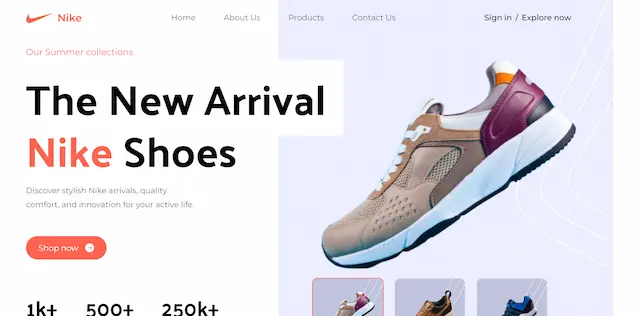 Nike
Home About Us Products Contact Us
Sign in / Explore now
Our Summer collections
The New Arrival
Nike Shoes
Discover stylish Nike arrivals, quality
comfort, and innovation for your active life.
Shop now
1k+ 500+ 250k+